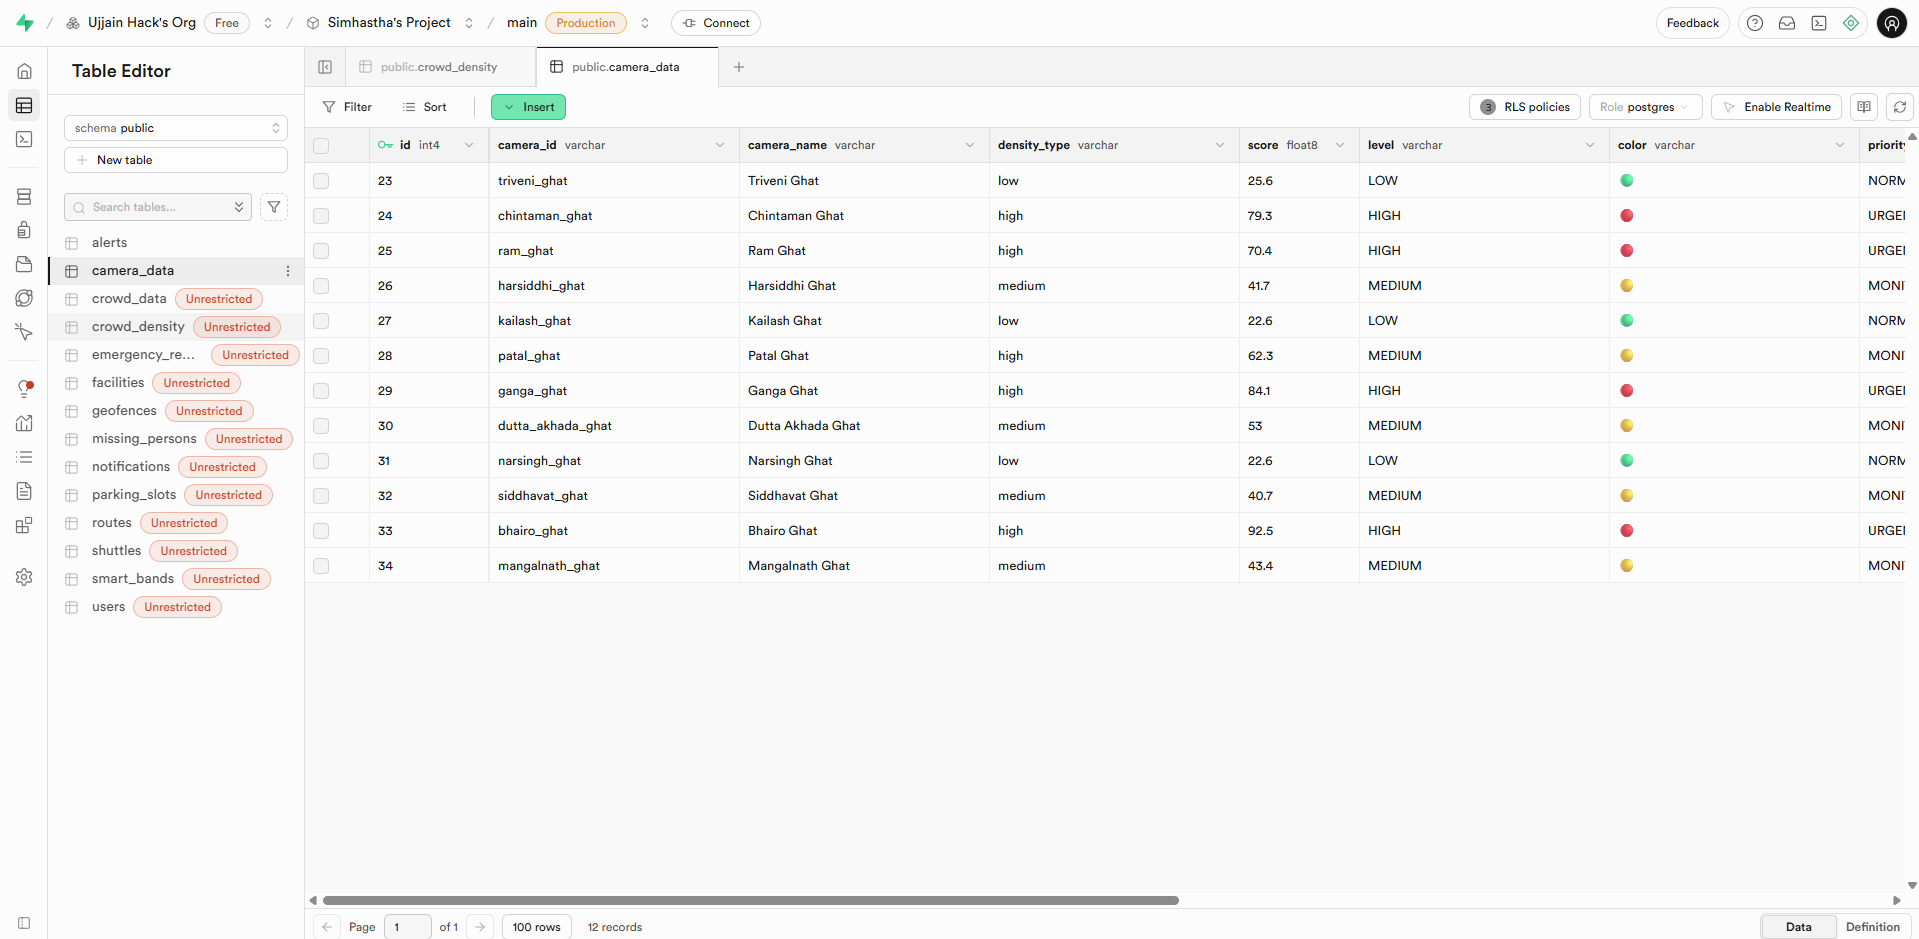 Ujjain Hack's Org Free / Simhastha's Project / main Production Connect Feedback
Table Editor
public.crowd_density public.camera_data
Filter Sort Insert 3 RLS policies Role postgres Enable Realtime
schema public
New table
Search tables...
alerts
camera_data
crowd_data Unrestricted
crowd_density Unrestricted
emergency_re... Unrestricted
facilities Unrestricted
geofences Unrestricted
missing_persons Unrestricted
notifications Unrestricted
parking_slots Unrestricted
routes Unrestricted
shuttles Unrestricted
smart_bands Unrestricted
users Unrestricted
id int4 camera_id varchar camera_name varchar density_type varchar score float8 level varchar color varchar priority
23 triveni_ghat Triveni Ghat low 25.6 LOW NORM
24 chintaman_ghat Chintaman Ghat high 79.3 HIGH URGE
25 ram_ghat Ram Ghat high 70.4 HIGH URGE
26 harsiddhi_ghat Harsiddhi Ghat medium 41.7 MEDIUM MONI
27 kailash_ghat Kailash Ghat low 22.6 LOW NORM
28 patal_ghat Patal Ghat high 62.3 MEDIUM MONI
29 ganga_ghat Ganga Ghat high 84.1 HIGH URGE
30 dutta_akhada_ghat Dutta Akhada Ghat medium 53 MEDIUM MONI
31 narsingh_ghat Narsingh Ghat low 22.6 LOW NORM
32 siddhavat_ghat Siddhavat Ghat medium 40.7 MEDIUM MONI
33 bhairo_ghat Bhairo Ghat high 92.5 HIGH URGE
34 mangalnath_ghat Mangalnath Ghat medium 43.4 MEDIUM MONI
Page 1 of 1 100 rows 12 records Data Definition